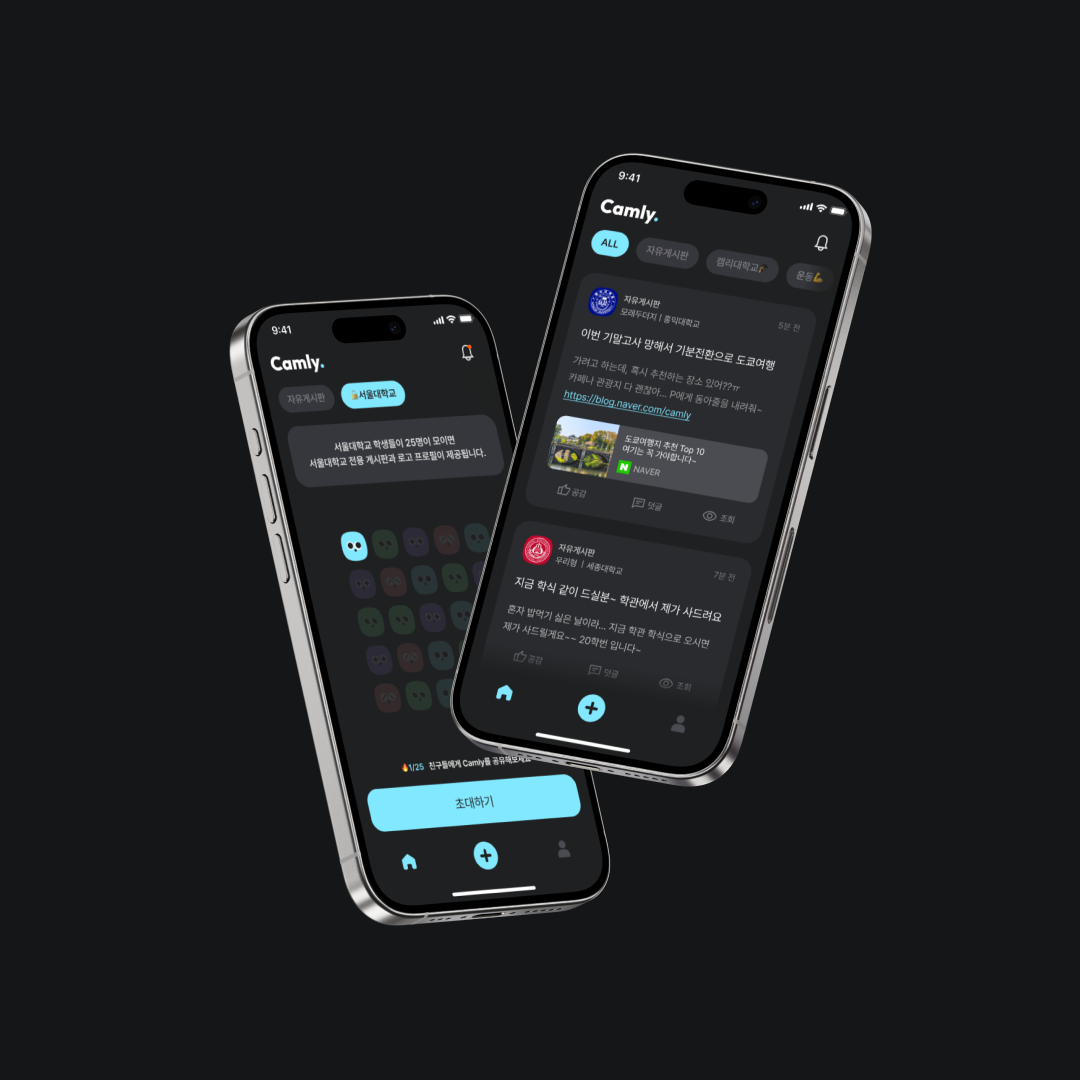 9:41
Camly.
자유게시판
🔒서울대학교
서울대학교 학생들이 25명이 모이면
서울대학교 전용 게시판과 로고 프로필이 제공됩니다.
🔥1/25 친구들에게 Camly를 공유해보세요
초대하기
9:41
Camly.
ALL
자유게시판
캠리대학교🎓
운동💪
자유게시판
모래두더지 | 홍익대학교
5분 전
이번 기말고사 망해서 기분전환으로 도쿄여행
가려고 하는데, 혹시 추천하는 장소 있어??ㅠ
카페나 관광지 다 괜찮아... P에게 동아줄을 내려줘~
https://blog.naver.com/camly
도쿄여행지 추천 Top 10
여기는 꼭 가야합니다~
N NAVER
공감
댓글
조회
자유게시판
우리형 | 세종대학교
7분 전
지금 학식 같이 드실분~ 학관에서 제가 사드려요
혼자 밥먹기 싫은 날이라... 지금 학관 학식으로 오시면
제가 사드릴게요~~ 20학번 입니다~
공감
댓글
조회